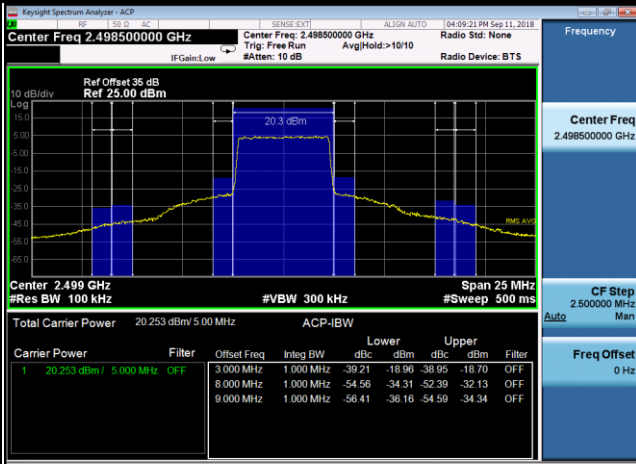 Keysight Spectrum Analyzer - ACP
RF 50 Ω AC SENSE:EXT ALIGN AUTO 04:09:21 PM Sep 11, 2018
Center Freq 2.498500000 GHz
Center Freq: 2.498500000 GHz
Radio Std: None
Trig: Free Run Avg|Hold:>10/10
IFGain:Low #Atten: 10 dB Radio Device: BTS
Frequency
Ref Offset 35 dB
10 dB/div Ref 25.00 dBm
Log
15.0
5.00
-5.00
-15.0
-25.0
-35.0
-45.0
-55.0
-65.0
20.3 dBm
RMS AVG
Center 2.499 GHz Span 25 MHz
#Res BW 100 kHz #VBW 300 kHz #Sweep 500 ms
Center Freq
2.498500000 GHz
CF Step
2.500000 MHz
Auto Man
Freq Offset
0 Hz
Total Carrier Power 20.253 dBm/ 5.00 MHz ACP-IBW
Lower Upper
Carrier Power Filter Offset Freq Integ BW dBc dBm dBc dBm Filter
1 20.253 dBm / 5.000 MHz OFF 3.000 MHz 1.000 MHz -39.21 -18.96 -38.95 -18.70 OFF
8.000 MHz 1.000 MHz -54.56 -34.31 -52.39 -32.13 OFF
9.000 MHz 1.000 MHz -56.41 -36.16 -54.59 -34.34 OFF